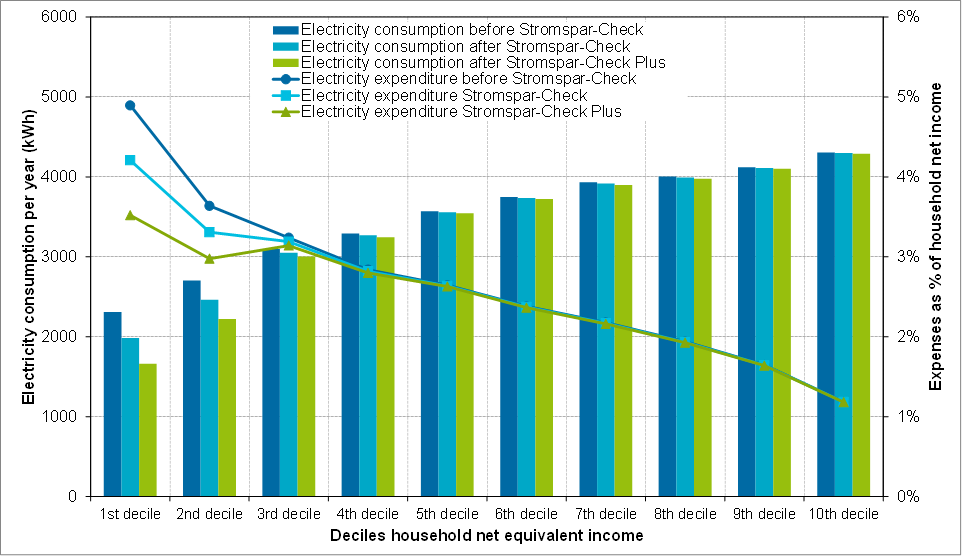 6000
5000
4000
3000
2000
1000
0
Electricity consumption per year (kWh)
Electricity consumption before Stromspar-Check
Electricity consumption after Stromspar-Check
Electricity consumption after Stromspar-Check Plus
Electricity expenditure before Stromspar-Check
Electricity expenditure Stromspar-Check
Electricity expenditure Stromspar-Check Plus
6%
5%
4%
3%
2%
1%
0%
Expenses as % of household net income
1st decile 2nd decile 3rd decile 4th decile 5th decile 6th decile 7th decile 8th decile 9th decile 10th decile
Deciles household net equivalent income